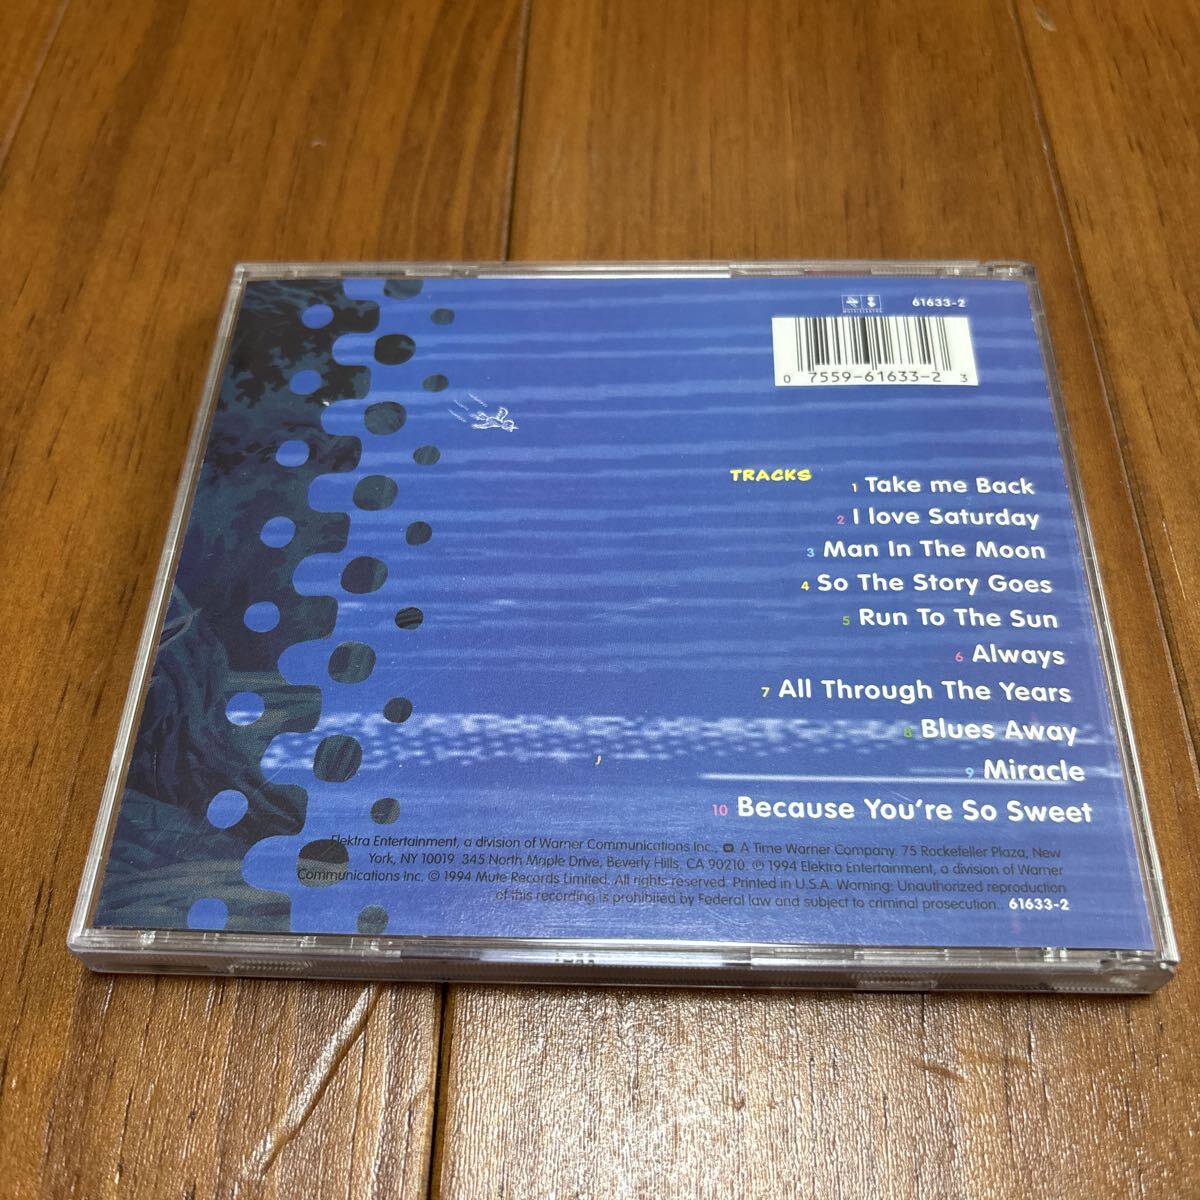 61633-2
MUTE/ELEKTRA
0 7559-61633-2 3
TRACKS
1 Take me Back
2 I love Saturday
3 Man In The Moon
4 So The Story Goes
5 Run To The Sun
6 Always
7 All Through The Years
8 Blues Away
9 Miracle
10 Because You're So Sweet
Elektra Entertainment, a division of Warner Communications Inc., A Time Warner Company. 75 Rockefeller Plaza, New
York, NY 10019 345 North Maple Drive, Beverly Hills, CA 90210. ℗ 1994 Elektra Entertainment, a division of Warner
Communications Inc. © 1994 Mute Records Limited. All rights reserved. Printed in U.S.A. Warning: Unauthorized reproduction
of this recording is prohibited by Federal law and subject to criminal prosecution. 61633-2